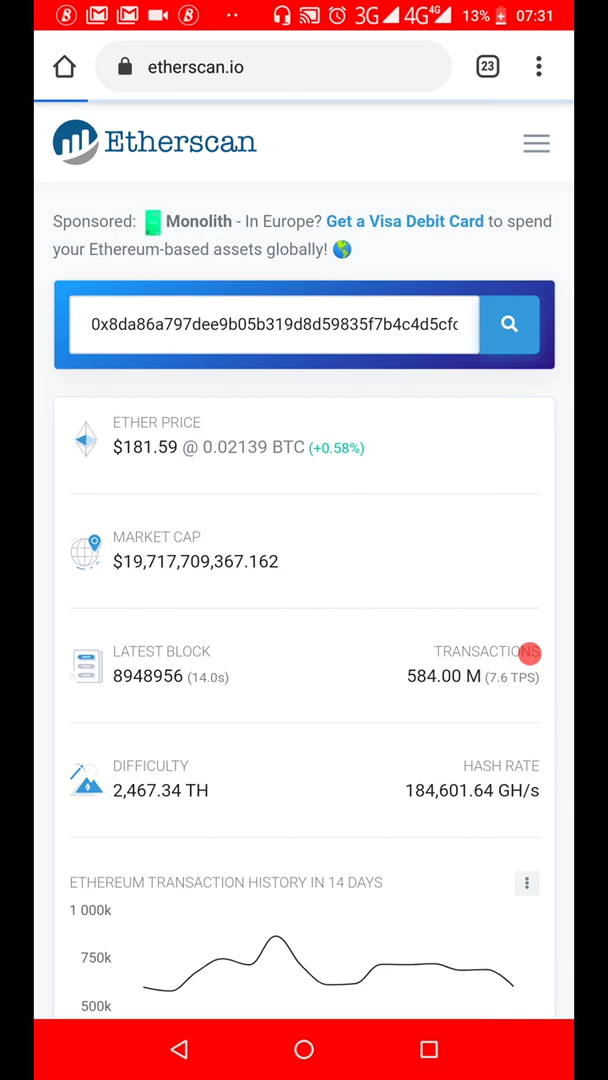 3G 4G 4G 13% 07:31
etherscan.io 23
Etherscan
Sponsored: Monolith - In Europe? Get a Visa Debit Card to spend
your Ethereum-based assets globally!
0x8da86a797dee9b05b319d8d59835f7b4c4d5cfc
ETHER PRICE
$181.59 @ 0.02139 BTC (+0.58%)
MARKET CAP
$19,717,709,367.162
LATEST BLOCK TRANSACTIONS
8948956 (14.0s) 584.00 M (7.6 TPS)
DIFFICULTY HASH RATE
2,467.34 TH 184,601.64 GH/s
ETHEREUM TRANSACTION HISTORY IN 14 DAYS
1 000k
750k
500k